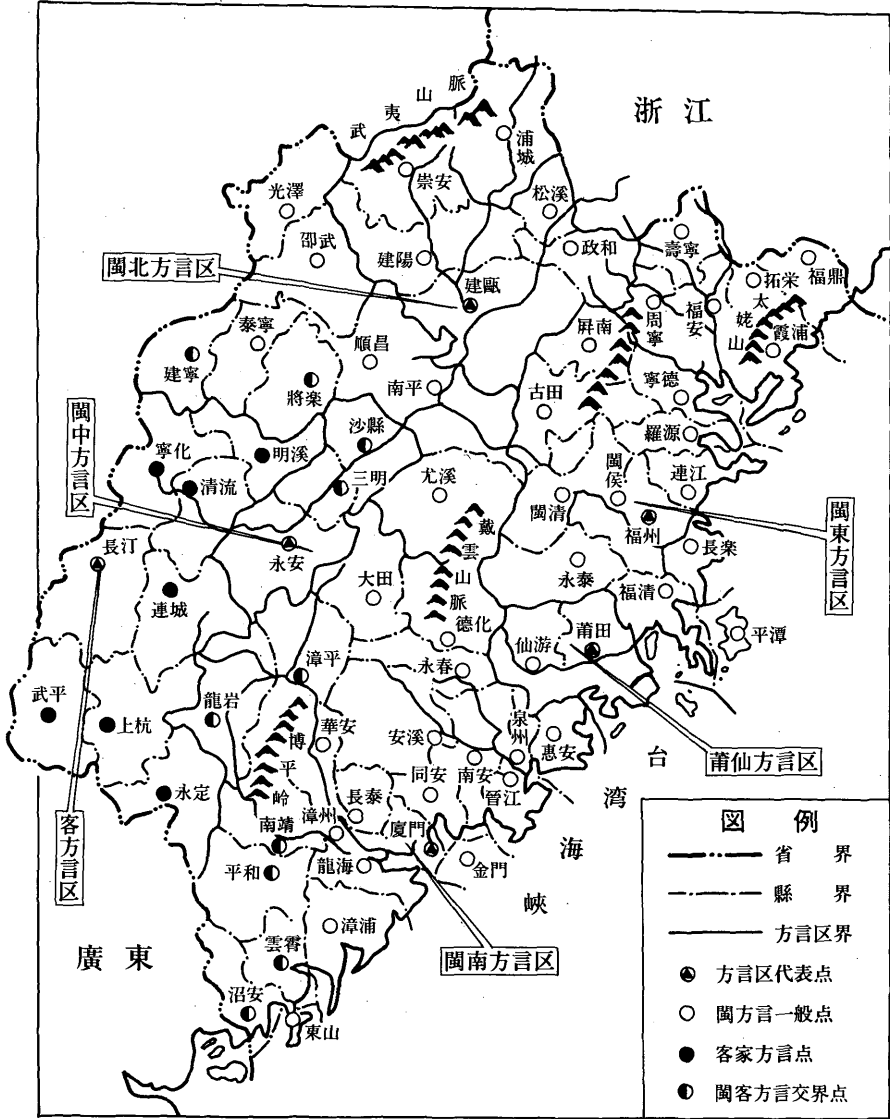 浙江
武夷山脈
浦城
崇安
光澤
松溪
邵武
建陽
政和
壽寧
拓栄
福鼎
太姥山
霞浦
閩北方言区
建甌
周寧
福安
屏南
泰寧
順昌
建寧
將楽
南平
古田
寧德
羅源
閩中方言区
沙縣
寧化
明溪
清流
三明
尤溪
閩侯
連江
閩清
福州
閩東方言区
長楽
戴雲山脈
永安
長汀
連城
大田
永泰
福清
德化
仙游
莆田
平潭
永春
漳平
武平
上杭
龍岩
博平岭
華安
安溪
泉州
惠安
南安
同安
晉江
莆仙方言区
台湾海峽
永定
客方言区
長泰
漳州
南靖
廈門
金門
平和
龍海
漳浦
閩南方言区
廣東
雲霄
沼安
東山
図例
省界
縣界
方言区界
方言区代表点
閩方言一般点
客家方言点
閩客方言交界点